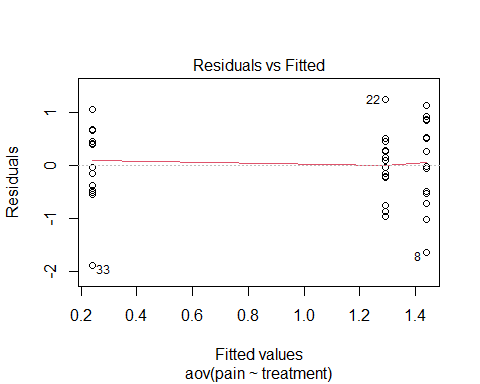 Residuals vs Fitted
Residuals
1
0
-1
-2
22
33
8
0.2 0.4 0.6 0.8 1.0 1.2 1.4
Fitted values
aov(pain ~ treatment)